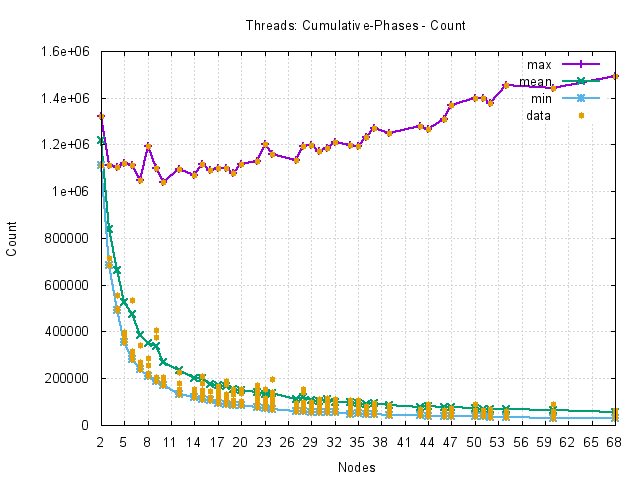 Threads: Cumulative-Phases - Count
1.6e+06
max
mean
1.4e+06
min
data
1.2e+06
1e+06
800000
Count
600000
400000
200000
0
2 5 8 11 14 17 20 23 26 29 32 35 38 41 44 47 50 53 56 59 62 65 68
Nodes